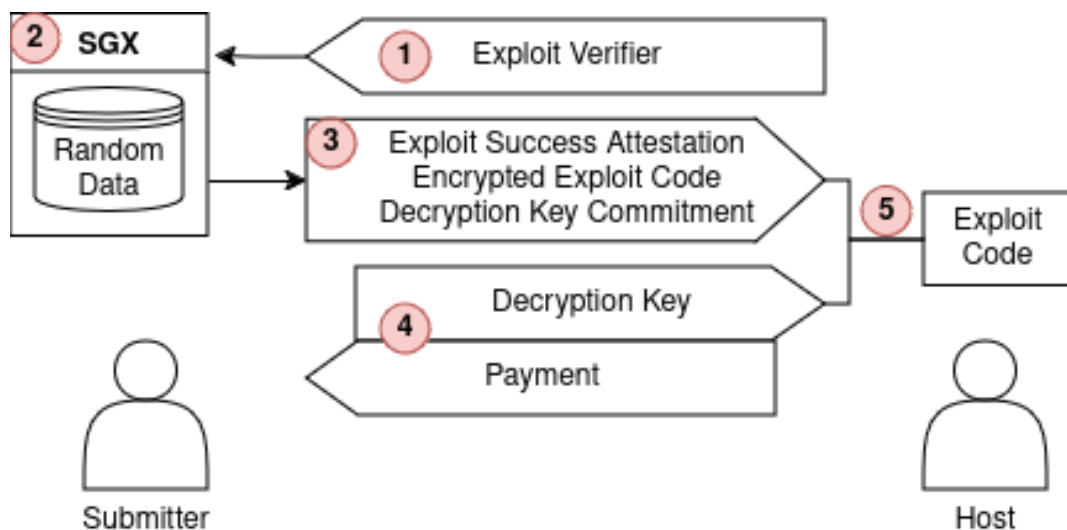 2
SGX
1
Exploit Verifier
Random
Data
3
Exploit Success Attestation
Encrypted Exploit Code
Decryption Key Commitment
5
Exploit
Code
4
Decryption Key
Payment
Submitter
Host